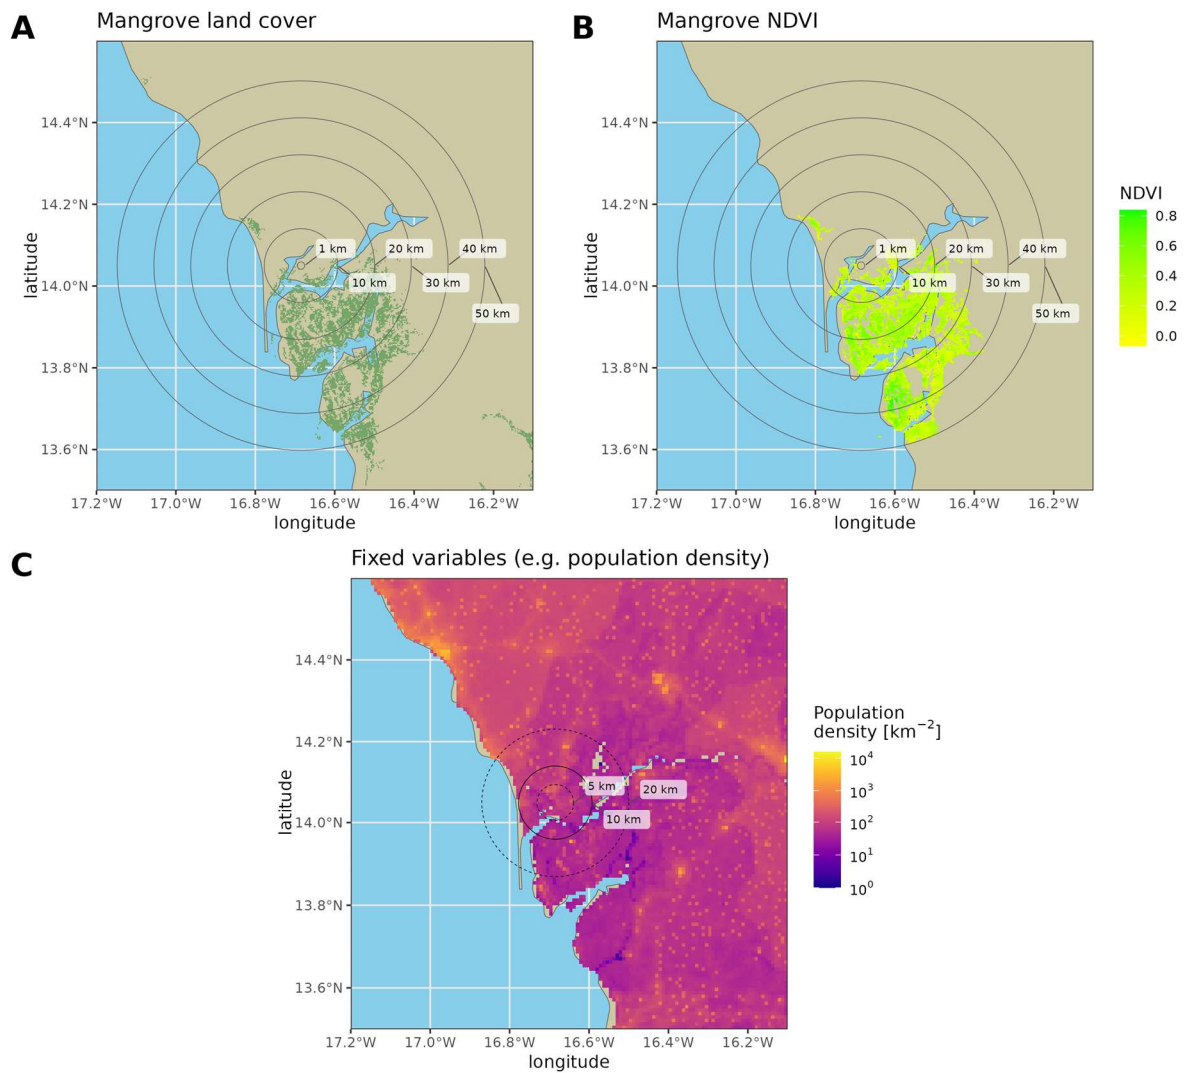 A Mangrove land cover
14.4°N
14.2°N
14.0°N
13.8°N
13.6°N
latitude
1 km
20 km
40 km
10 km
30 km
50 km
17.2°W 17.0°W 16.8°W 16.6°W 16.4°W 16.2°W
longitude
B Mangrove NDVI
14.4°N
14.2°N
14.0°N
13.8°N
13.6°N
latitude
1 km
20 km
40 km
10 km
30 km
50 km
17.2°W 17.0°W 16.8°W 16.6°W 16.4°W 16.2°W
longitude
NDVI
0.8
0.6
0.4
0.2
0.0
C Fixed variables (e.g. population density)
14.4°N
14.2°N
14.0°N
13.8°N
13.6°N
latitude
5 km
20 km
10 km
17.2°W 17.0°W 16.8°W 16.6°W 16.4°W 16.2°W
longitude
Population
density [km⁻²]
10⁴
10³
10²
10¹
10⁰